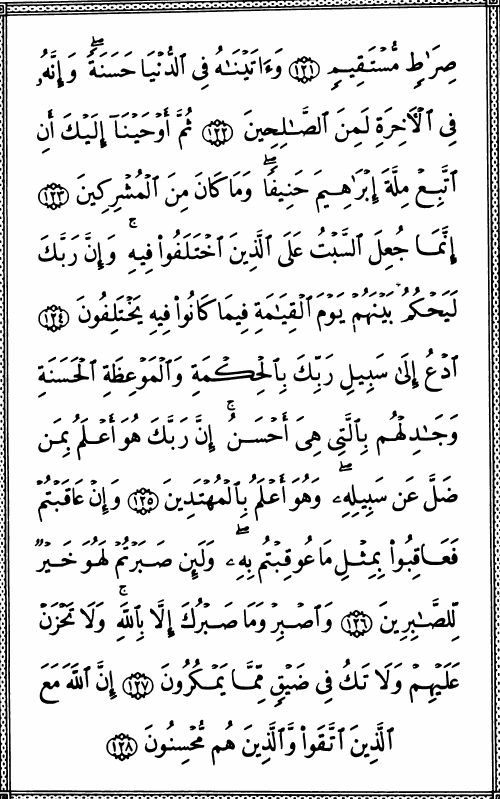 صِرَٰطٍ مُّسْتَقِيمٍ ١٢١ وَءَاتَيْنَٰهُ فِى ٱلدُّنْيَا حَسَنَةً ۖ وَإِنَّهُۥ
فِى ٱلْءَاخِرَةِ لَمِنَ ٱلصَّٰلِحِينَ ١٢٢ ثُمَّ أَوْحَيْنَآ إِلَيْكَ أَنِ
ٱتَّبِعْ مِلَّةَ إِبْرَٰهِيمَ حَنِيفًا ۖ وَمَا كَانَ مِنَ ٱلْمُشْرِكِينَ ١٢٣
إِنَّمَا جُعِلَ ٱلسَّبْتُ عَلَى ٱلَّذِينَ ٱخْتَلَفُوا۟ فِيهِ ۚ وَإِنَّ رَبَّكَ
لَيَحْكُمُ بَيْنَهُمْ يَوْمَ ٱلْقِيَٰمَةِ فِيمَا كَانُوا۟ فِيهِ يَخْتَلِفُونَ ١٢٤
ٱدْعُ إِلَىٰ سَبِيلِ رَبِّكَ بِٱلْحِكْمَةِ وَٱلْمَوْعِظَةِ ٱلْحَسَنَةِ
وَجَٰدِلْهُم بِٱلَّتِى هِىَ أَحْسَنُ ۚ إِنَّ رَبَّكَ هُوَ أَعْلَمُ بِمَن
ضَلَّ عَن سَبِيلِهِۦ ۖ وَهُوَ أَعْلَمُ بِٱلْمُهْتَدِينَ ١٢٥ وَإِنْ عَاقَبْتُمْ
فَعَاقِبُوا۟ بِمِثْلِ مَا عُوقِبْتُم بِهِۦ ۖ وَلَئِن صَبَرْتُمْ لَهُوَ خَيْرٌ
لِّلصَّٰبِرِينَ ١٢٦ وَٱصْبِرْ وَمَا صَبْرُكَ إِلَّا بِٱللَّهِ ۚ وَلَا تَحْزَنْ
عَلَيْهِمْ وَلَا تَكُ فِى ضَيْقٍ مِّمَّا يَمْكُرُونَ ١٢٧ إِنَّ ٱللَّهَ مَعَ
ٱلَّذِينَ ٱتَّقَوا۟ وَّٱلَّذِينَ هُم مُّحْسِنُونَ ١٢٨